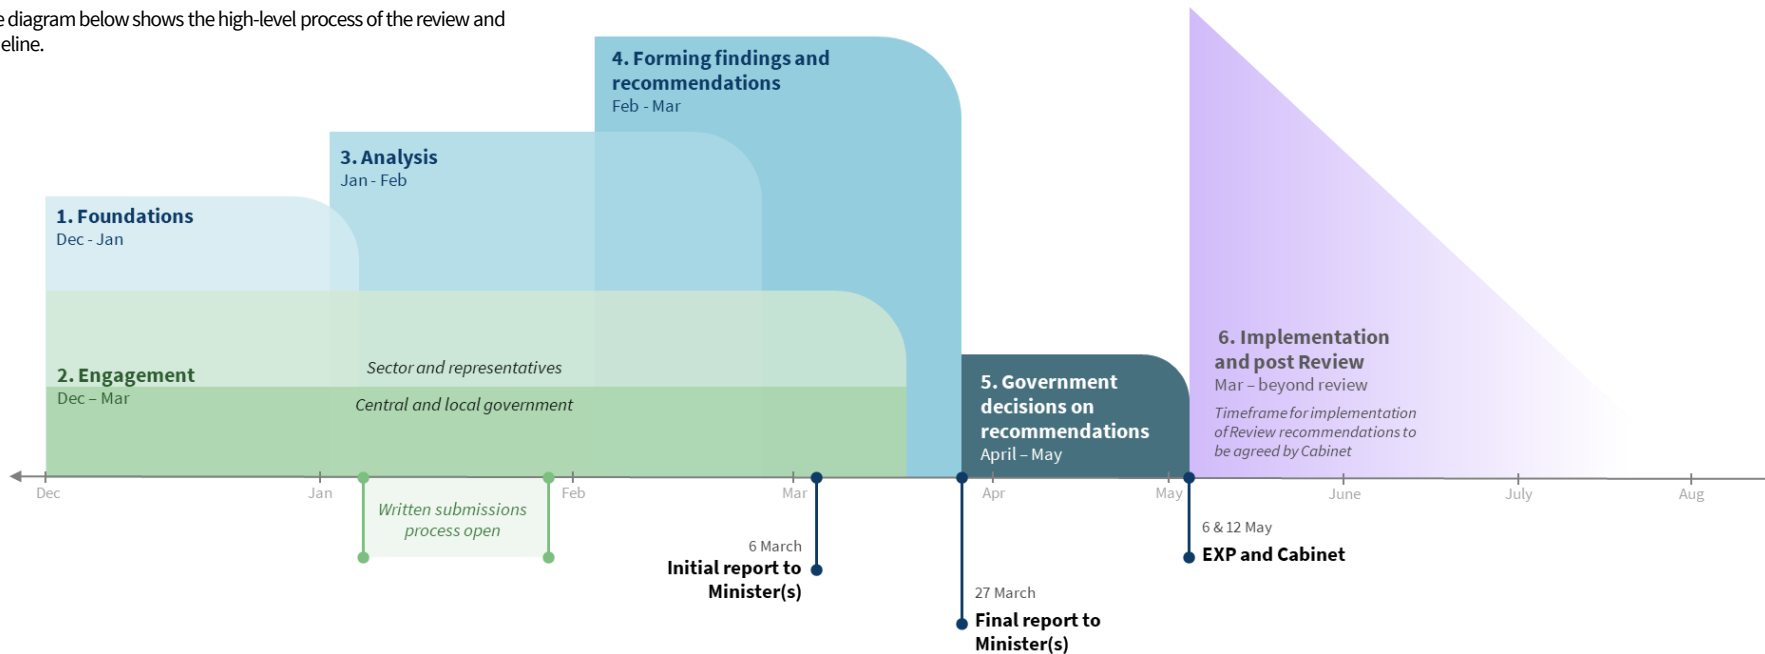 e diagram below shows the high-level process of the review and
eline.
4. Forming findings and
recommendations
Feb - Mar
3. Analysis
Jan - Feb
1. Foundations
Dec - Jan
2. Engagement
Dec – Mar
Sector and representatives
Central and local government
5. Government
decisions on
recommendations
April – May
6. Implementation
and post Review
Mar – beyond review
Timeframe for implementation
of Review recommendations to
be agreed by Cabinet
Dec Jan Feb Mar Apr May June July Aug
Written submissions
process open
6 March
Initial report to
Minister(s)
27 March
Final report to
Minister(s)
6 & 12 May
EXP and Cabinet